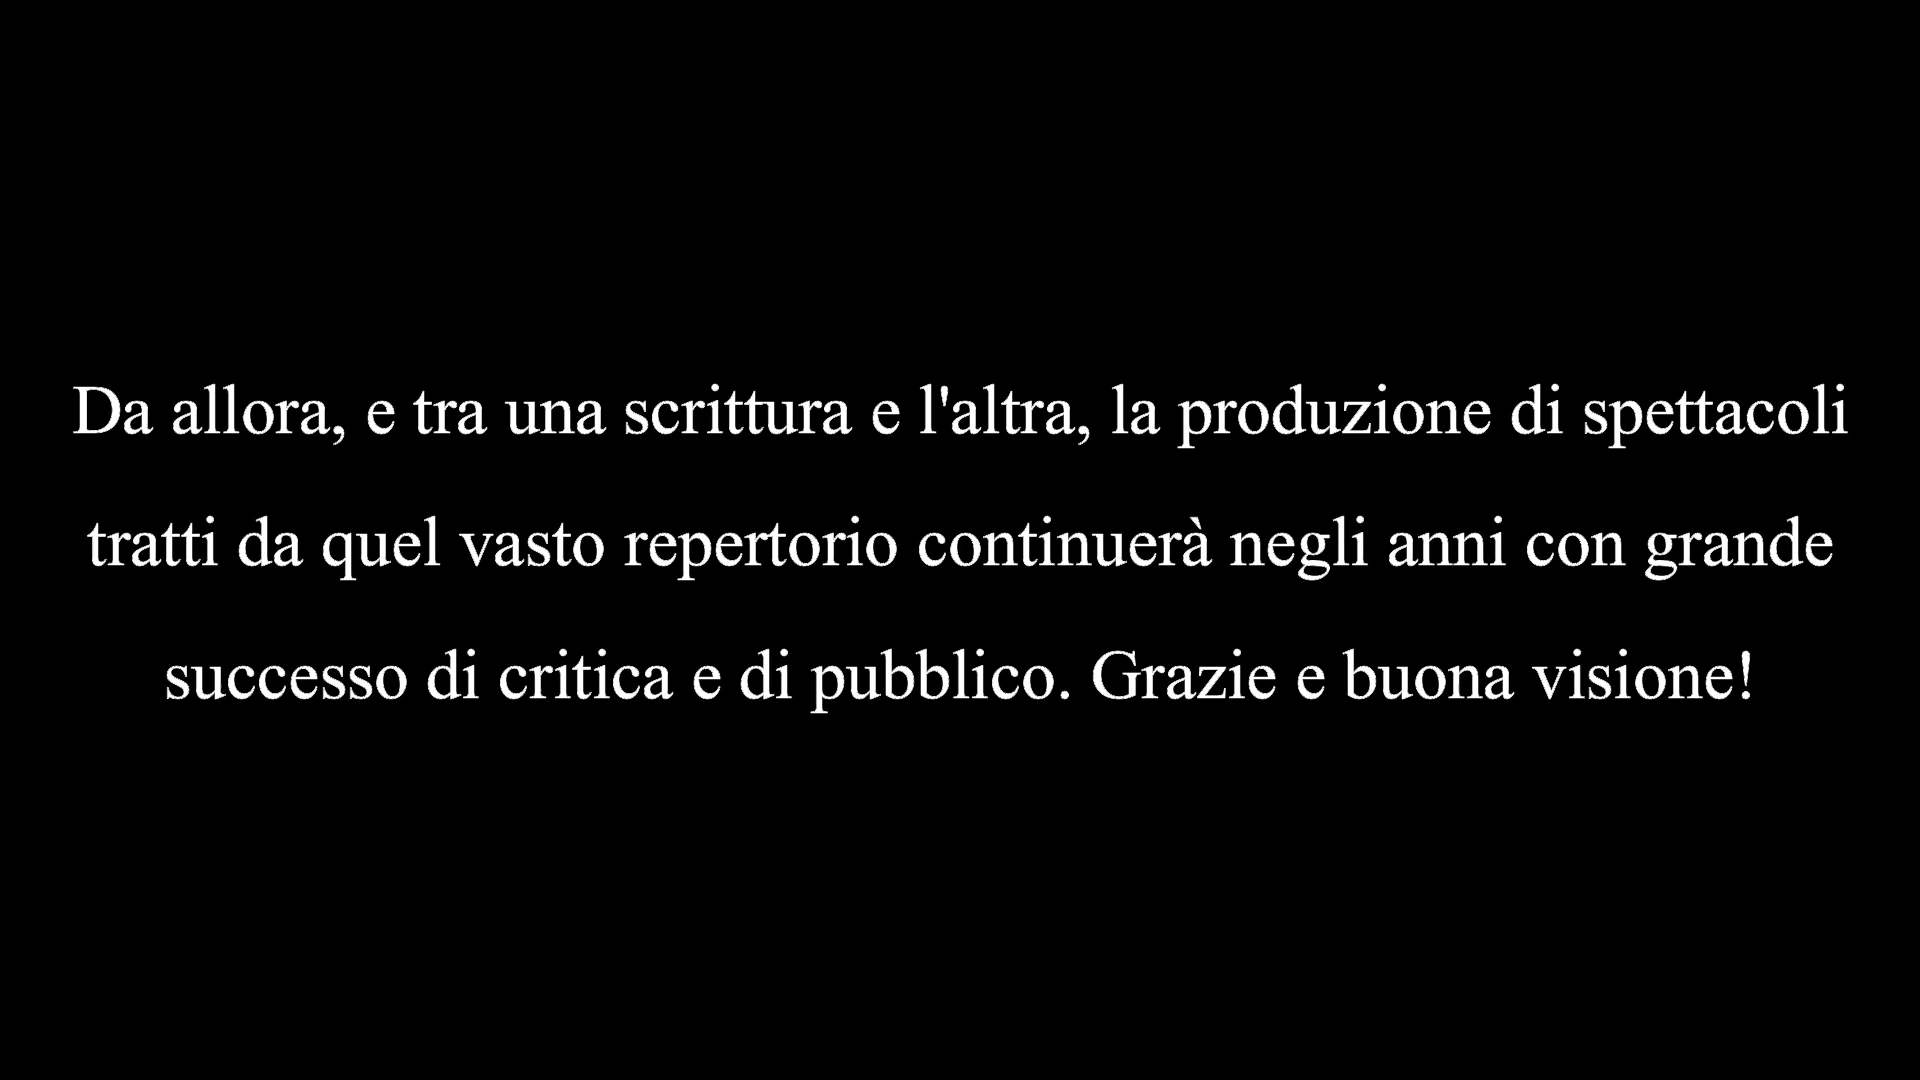 Da allora, e tra una scrittura e l'altra, la produzione di spettacoli
tratti da quel vasto repertorio continuerà negli anni con grande
successo di critica e di pubblico. Grazie e buona visione!